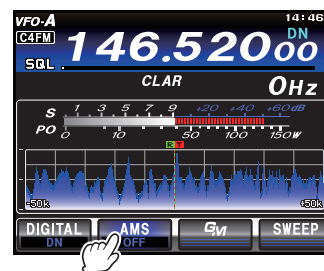 VFO-A 14:46
C4FM 146.52000 DN
SQL
CLAR 0Hz
S 1 3 5 7 9 +20 +40 +60dB
PO 0 10 50 100 150W
R T
-50k +50k
DIGITAL AMS GM SWEEP
DN OFF